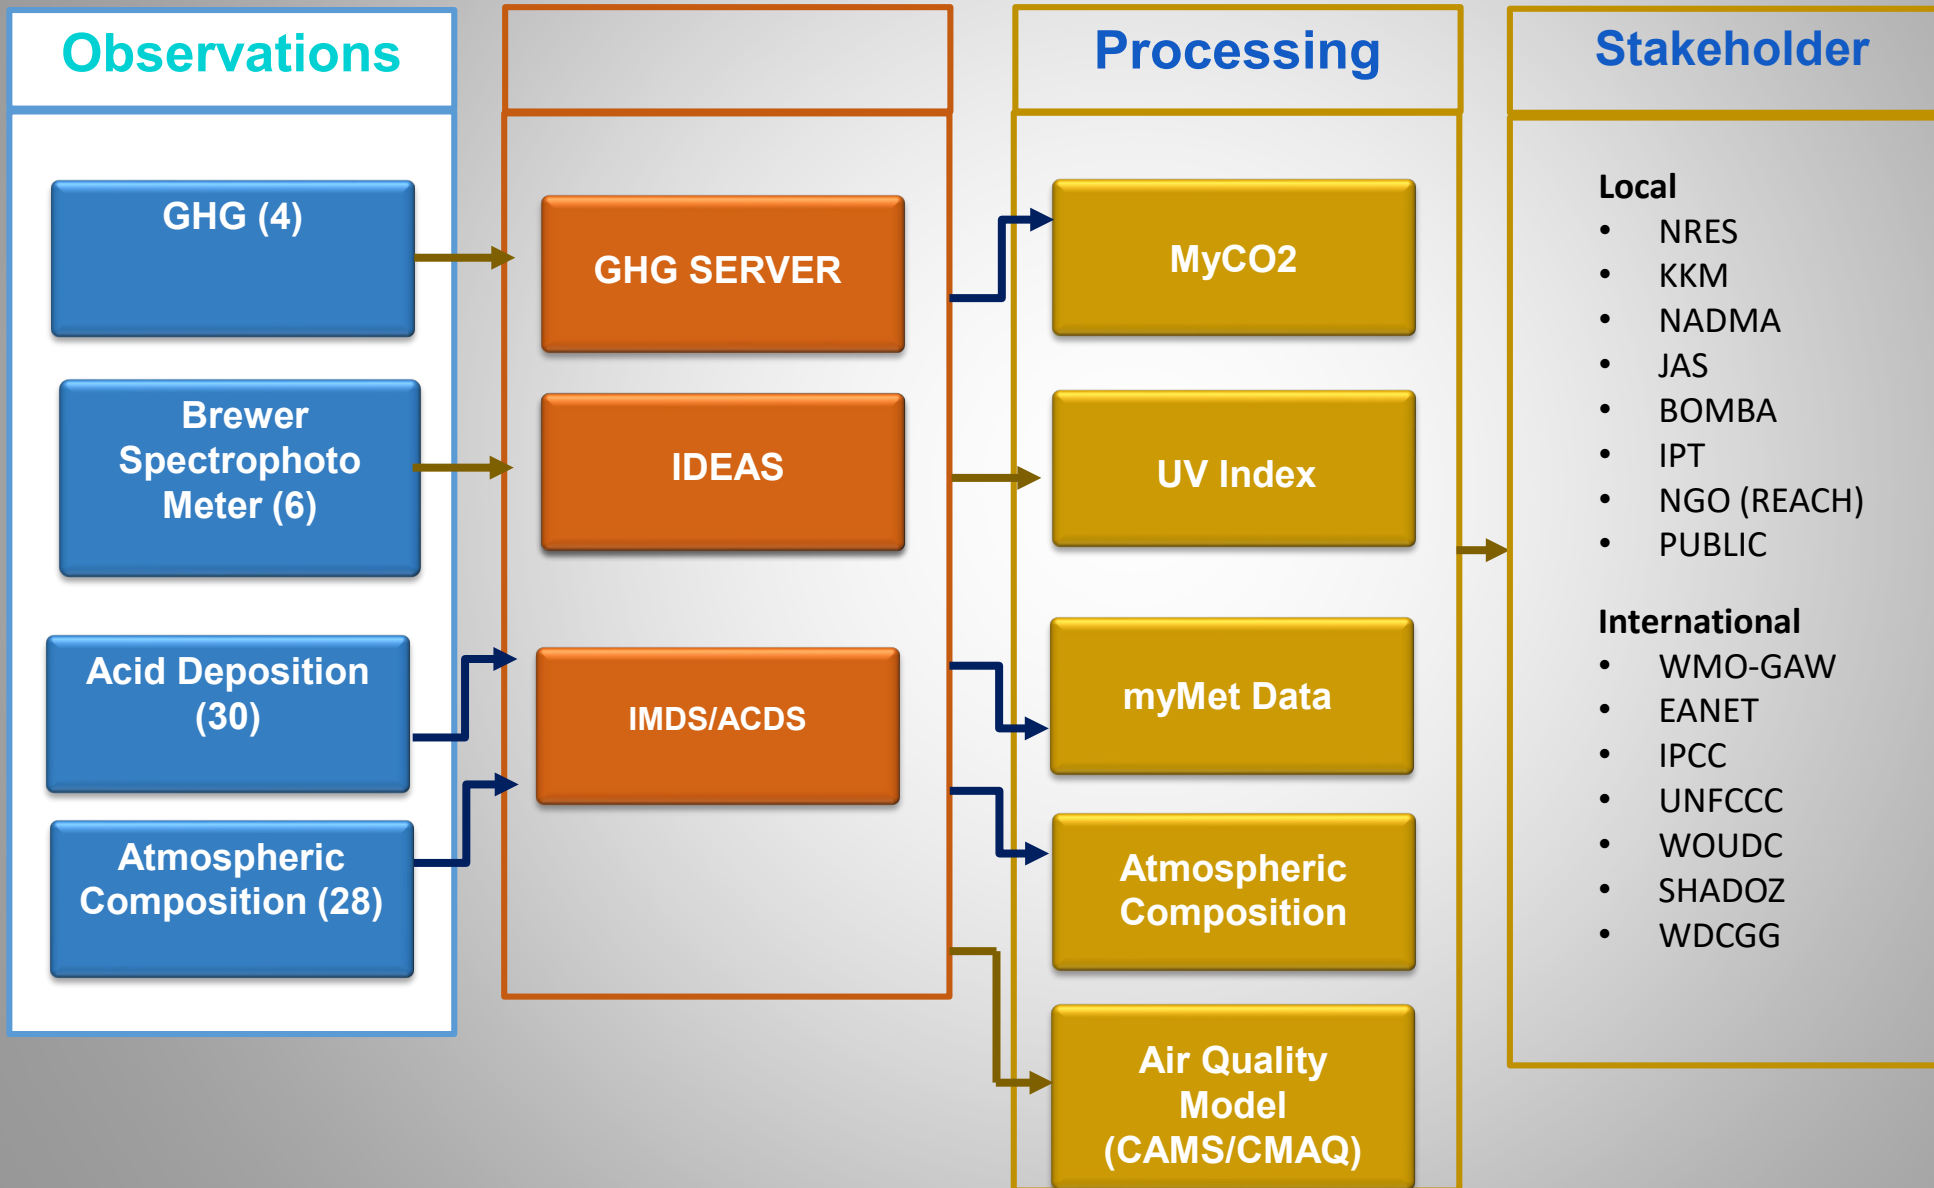 Observations
GHG (4)
Brewer
Spectrophoto
Meter (6)
Acid Deposition
(30)
Atmospheric
Composition (28)
GHG SERVER
IDEAS
IMDS/ACDS
Processing
MyCO2
UV Index
myMet Data
Atmospheric
Composition
Air Quality
Model
(CAMS/CMAQ)
Stakeholder
Local
• NRES
• KKM
• NADMA
• JAS
• BOMBA
• IPT
• NGO (REACH)
• PUBLIC
International
• WMO-GAW
• EANET
• IPCC
• UNFCCC
• WOUDC
• SHADOZ
• WDCGG